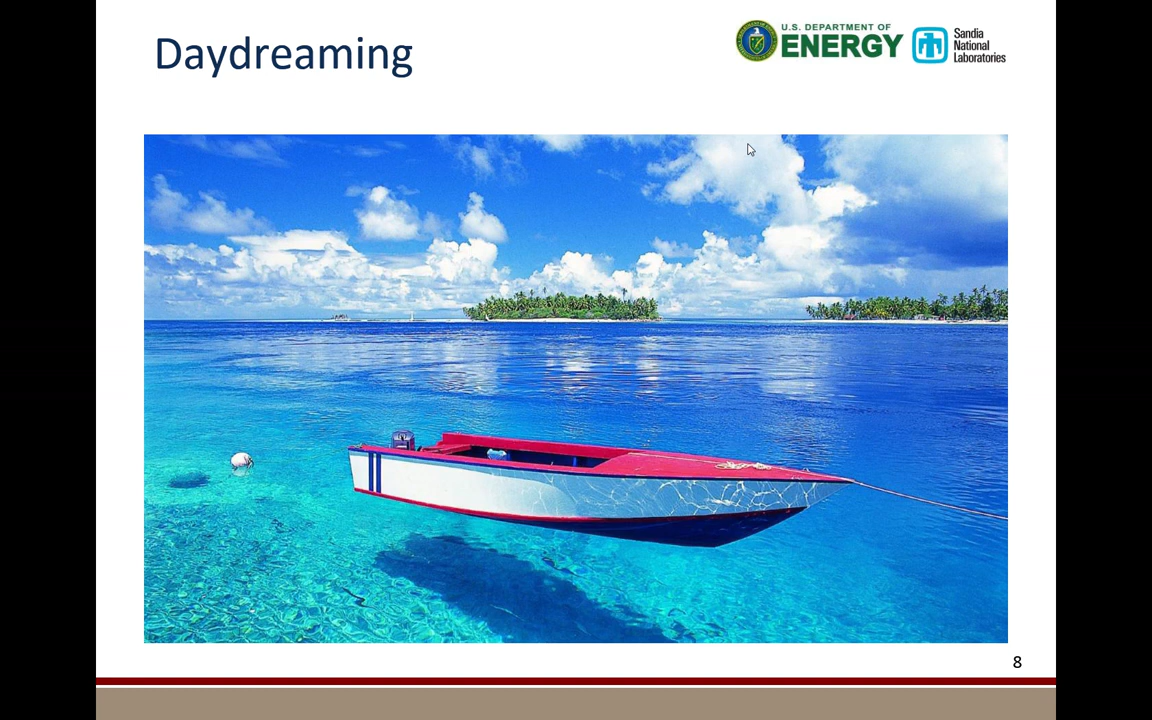 Daydreaming
U.S. DEPARTMENT OF
ENERGY
Sandia
National
Laboratories
8